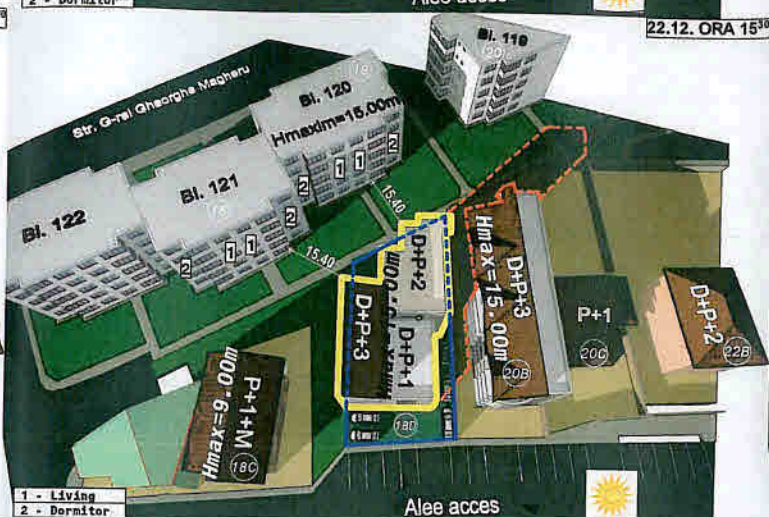 2 - Dormitor
Alee acces
22.12. ORA 15³⁰
Str. G-ral Gheorghe Magheru
Bl. 119
20
Bl. 120
18
Hmaxim=15.00m
Bl. 121
Bl. 122
1
1
2
2
1
1
2
2
15.40
15.40
D+P+2
D+P+3
D+P+1
D+P+3
Hmax=15.00m
20B
P+1
20C
D+P+2
22B
P+1+M
Hmax=9.00m
18C
18D
1 - Living
2 - Dormitor
Alee acces